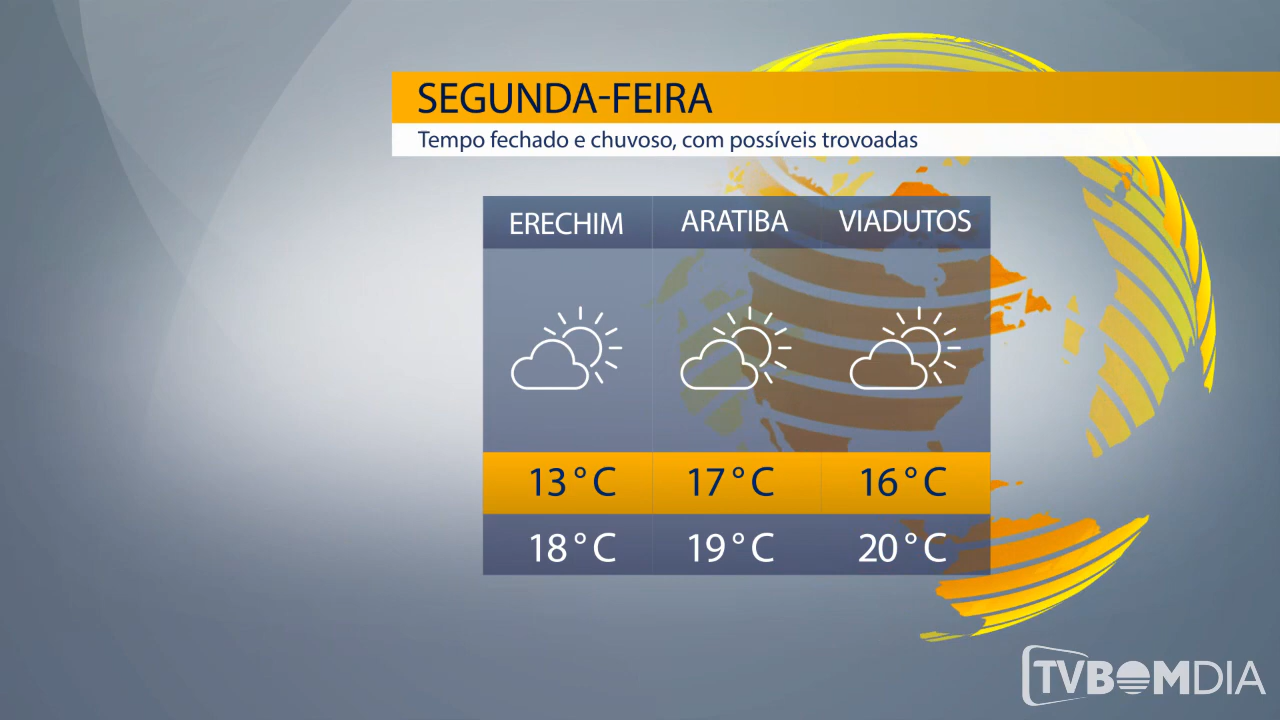 SEGUNDA-FEIRA
Tempo fechado e chuvoso, com possíveis trovoadas
ERECHIM ARATIBA VIADUTOS
13°C 17°C 16°C
18°C 19°C 20°C
TVBOMDIA